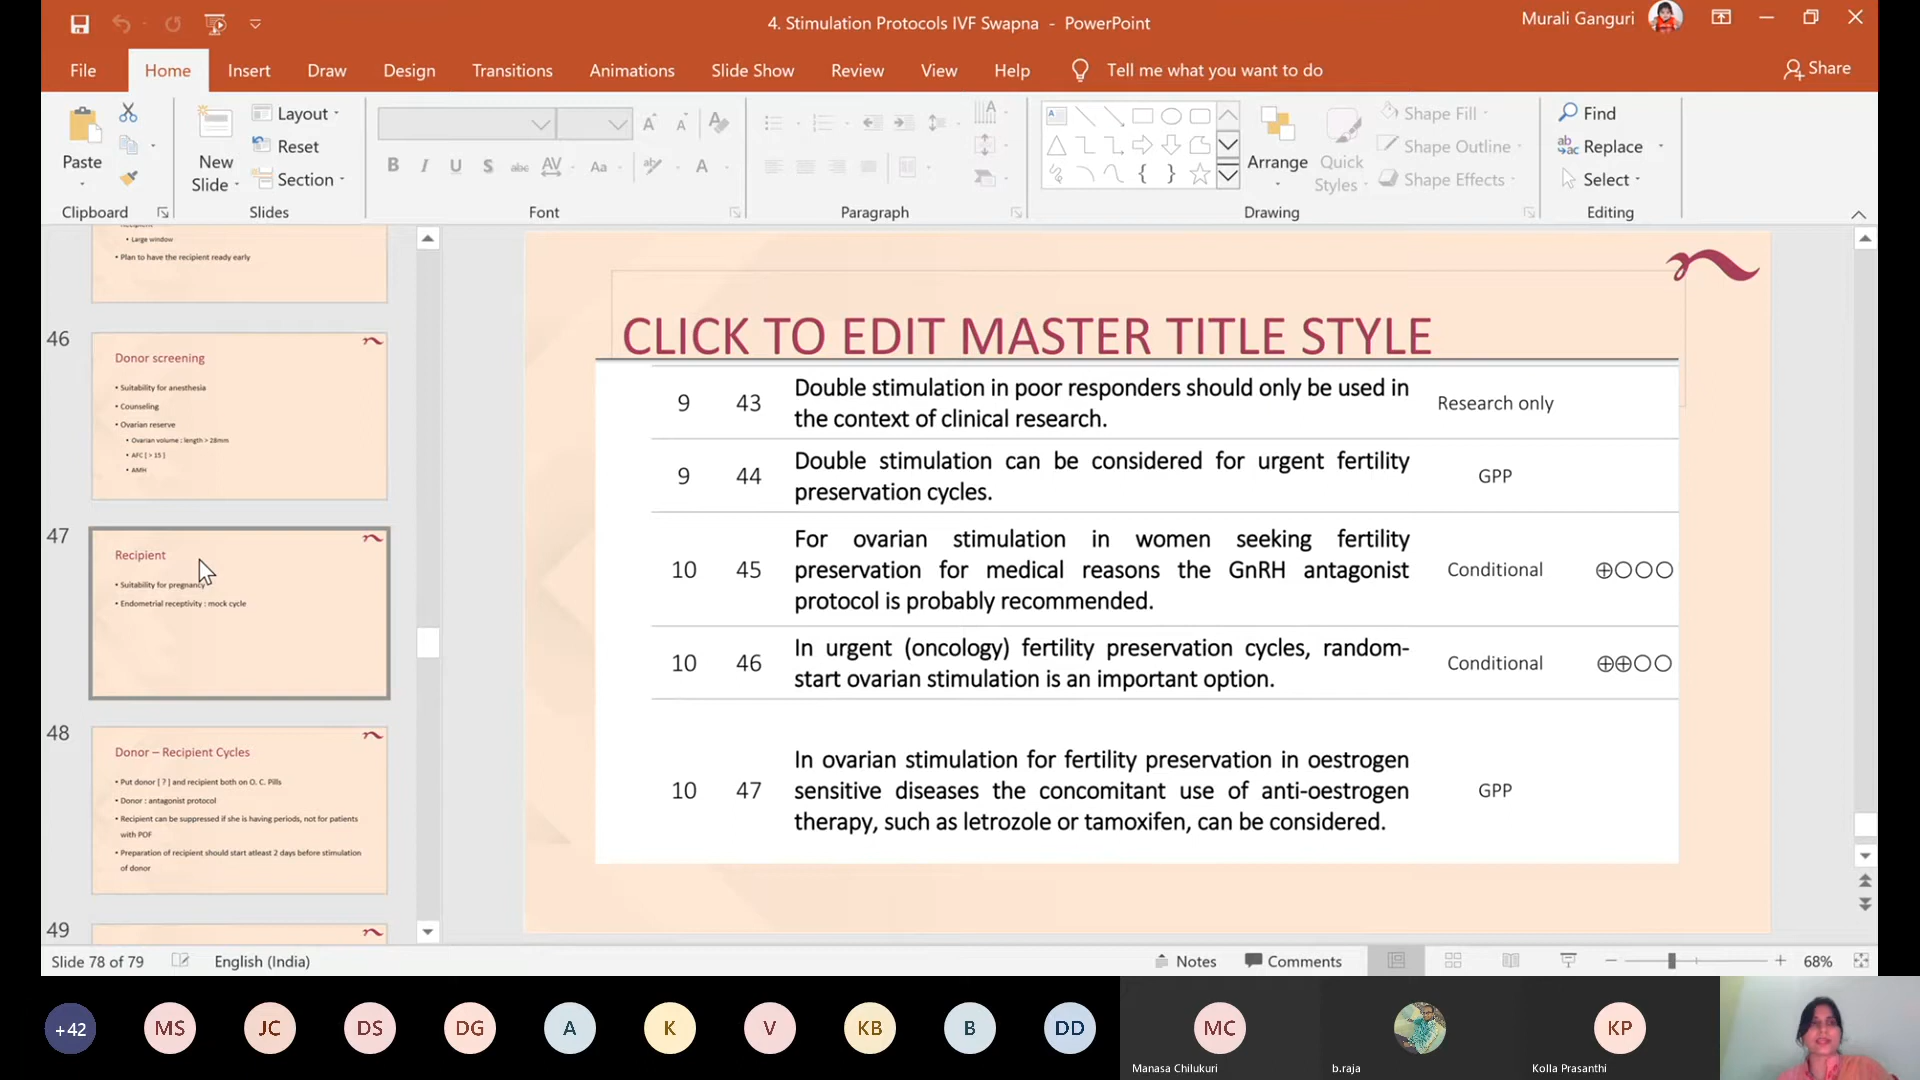 4. Stimulation Protocols IVF Swapna - PowerPoint
Murali Ganguri
File Home Insert Draw Design Transitions Animations Slide Show Review View Help Tell me what you want to do Share
Paste
New Slide
Layout
Reset
Section
B I U S abc AV Aa A
Arrange
Quick Styles
Shape Fill
Shape Outline
Shape Effects
Find
Replace
Select
Clipboard Slides Font Paragraph Drawing Editing
• Large window
• Plan to have the recipient ready early
46
Donor screening
• Suitability for anesthesia
• Counseling
• Ovarian reserve
• Ovarian volume : length > 28mm
• AFC [ > 15 ]
• AMH
47
Recipient
• Suitability for pregnancy
• Endometrial receptivity : mock cycle
48
Donor – Recipient Cycles
• Put donor [ ? ] and recipient both on O. C. Pills
• Donor : antagonist protocol
• Recipient can be suppressed if she is having periods, not for patients
with POF
• Preparation of recipient should start atleast 2 days before stimulation
of donor
49
CLICK TO EDIT MASTER TITLE STYLE
9 43 Double stimulation in poor responders should only be used in
the context of clinical research. Research only
9 44 Double stimulation can be considered for urgent fertility
preservation cycles. GPP
10 45 For ovarian stimulation in women seeking fertility
preservation for medical reasons the GnRH antagonist Conditional ⊕○○○
protocol is probably recommended.
10 46 In urgent (oncology) fertility preservation cycles, random-
start ovarian stimulation is an important option. Conditional ⊕⊕○○
In ovarian stimulation for fertility preservation in oestrogen
10 47 sensitive diseases the concomitant use of anti-oestrogen GPP
therapy, such as letrozole or tamoxifen, can be considered.
Slide 78 of 79 English (India) Notes Comments 68%
+42 MS JC DS DG A K V KB B DD MC KP
Manasa Chilukuri b.raja Kolla Prasanthi